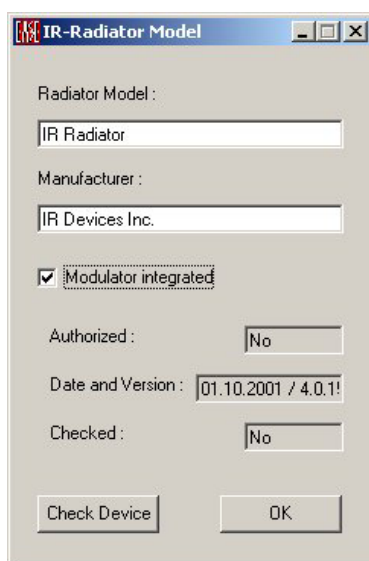 IR-Radiator Model
Radiator Model :
IR Radiator
Manufacturer :
IR Devices Inc.
Modulator integrated
Authorized :
No
Date and Version :
01.10.2001 / 4.0.1
Checked :
No
Check Device
OK